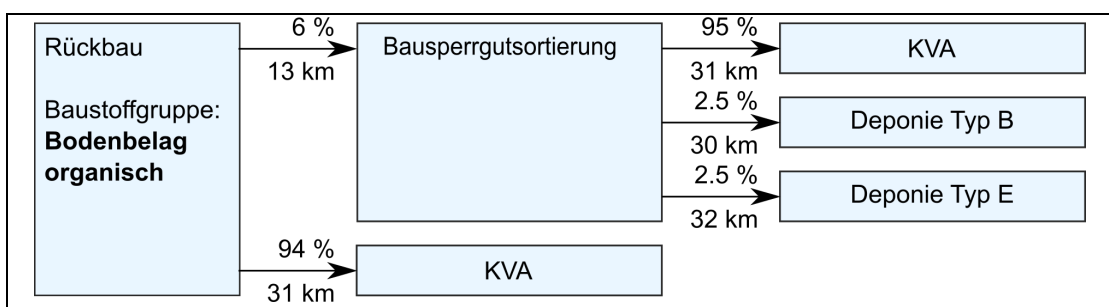 Rückbau
Baustoffgruppe:
Bodenbelag
organisch
6 %
13 km
Bausperrgutsortierung
95 %
31 km
KVA
2.5 %
30 km
Deponie Typ B
2.5 %
32 km
Deponie Typ E
94 %
31 km
KVA